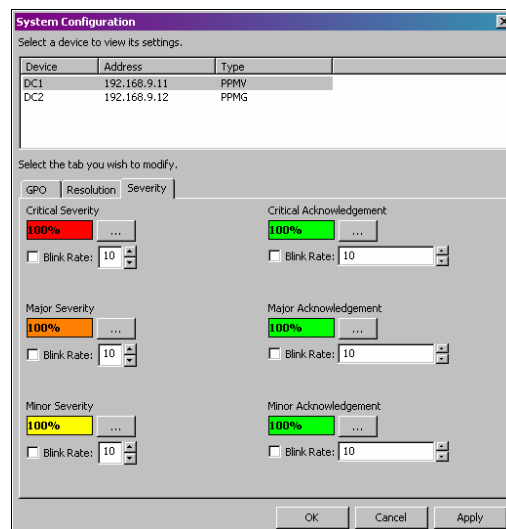 System Configuration
Select a device to view its settings.
Device Address Type
DC1 192.168.9.11 PPMV
DC2 192.168.9.12 PPMG
Select the tab you wish to modify.
GPO Resolution Severity
Critical Severity Critical Acknowledgement
100% ... 100% ...
Blink Rate: 10 Blink Rate: 10
Major Severity Major Acknowledgement
100% ... 100% ...
Blink Rate: 10 Blink Rate: 10
Minor Severity Minor Acknowledgement
100% ... 100% ...
Blink Rate: 10 Blink Rate: 10
OK Cancel Apply